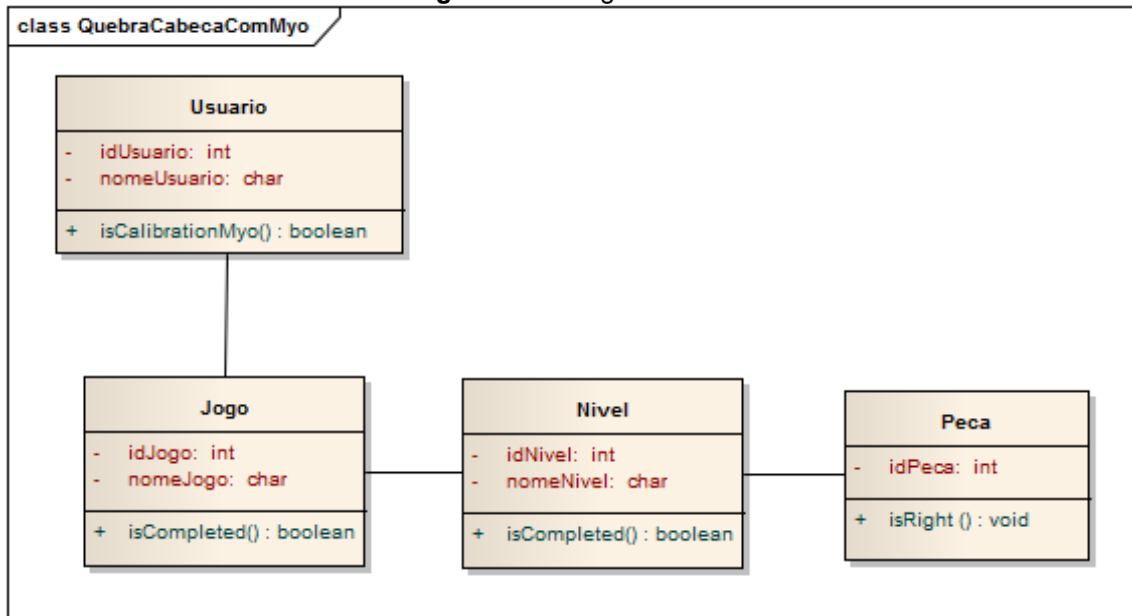 class QuebraCabecaComMyo
Usuario
- idUsuario: int
- nomeUsuario: char
+ isCalibrationMyo() : boolean
Jogo
- idJogo: int
- nomeJogo: char
+ isCompleted() : boolean
Nivel
- idNivel: int
- nomeNivel: char
+ isCompleted() : boolean
Peca
- idPeca: int
+ isRight () : void